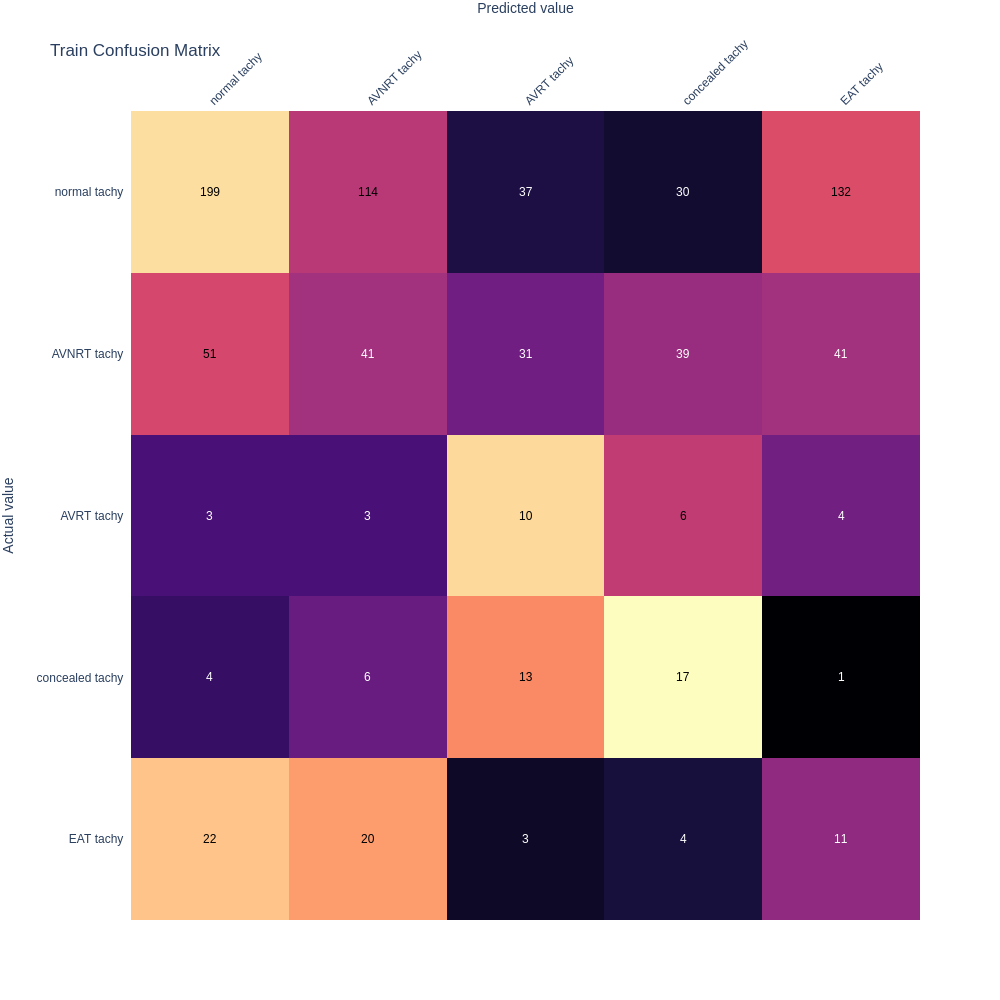 Predicted value
Train Confusion Matrix
normal tachy AVNRT tachy AVRT tachy concealed tachy EAT tachy
normal tachy 199 114 37 30 132
AVNRT tachy 51 41 31 39 41
Actual value
AVRT tachy 3 3 10 6 4
concealed tachy 4 6 13 17 1
EAT tachy 22 20 3 4 11